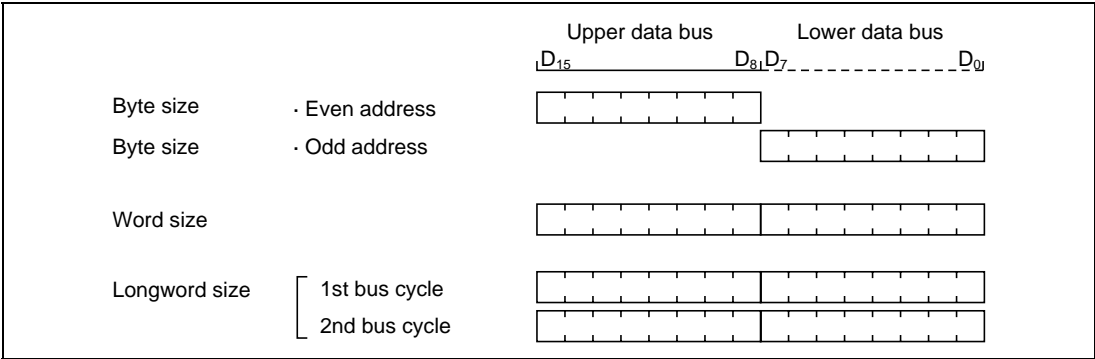 Upper data bus Lower data bus
D15 D8 D7 D0
Byte size · Even address
Byte size · Odd address
Word size
Longword size 1st bus cycle
2nd bus cycle